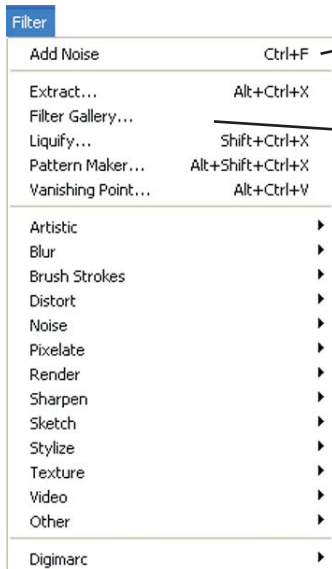 Filter
Add Noise Ctrl+F
Extract... Alt+Ctrl+X
Filter Gallery...
Liquify... Shift+Ctrl+X
Pattern Maker... Alt+Shift+Ctrl+X
Vanishing Point... Alt+Ctrl+V
Artistic
Blur
Brush Strokes
Distort
Noise
Pixelate
Render
Sharpen
Sketch
Stylize
Texture
Video
Other
Digimarc